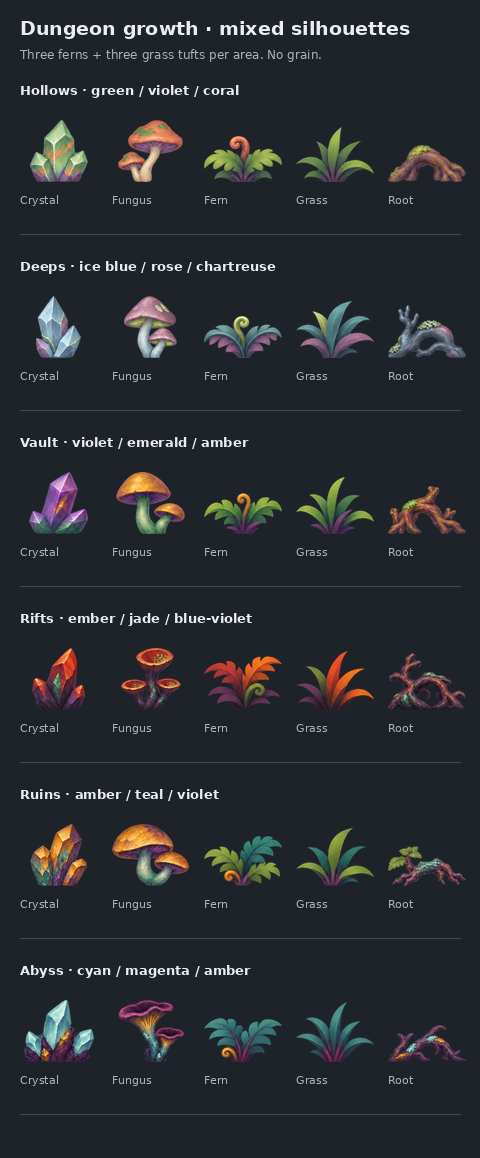 Dungeon growth · mixed silhouettes
Three ferns + three grass tufts per area. No grain.
Hollows · green / violet / coral
Crystal Fungus Fern Grass Root
Deeps · ice blue / rose / chartreuse
Crystal Fungus Fern Grass Root
Vault · violet / emerald / amber
Crystal Fungus Fern Grass Root
Rifts · ember / jade / blue-violet
Crystal Fungus Fern Grass Root
Ruins · amber / teal / violet
Crystal Fungus Fern Grass Root
Abyss · cyan / magenta / amber
Crystal Fungus Fern Grass Root